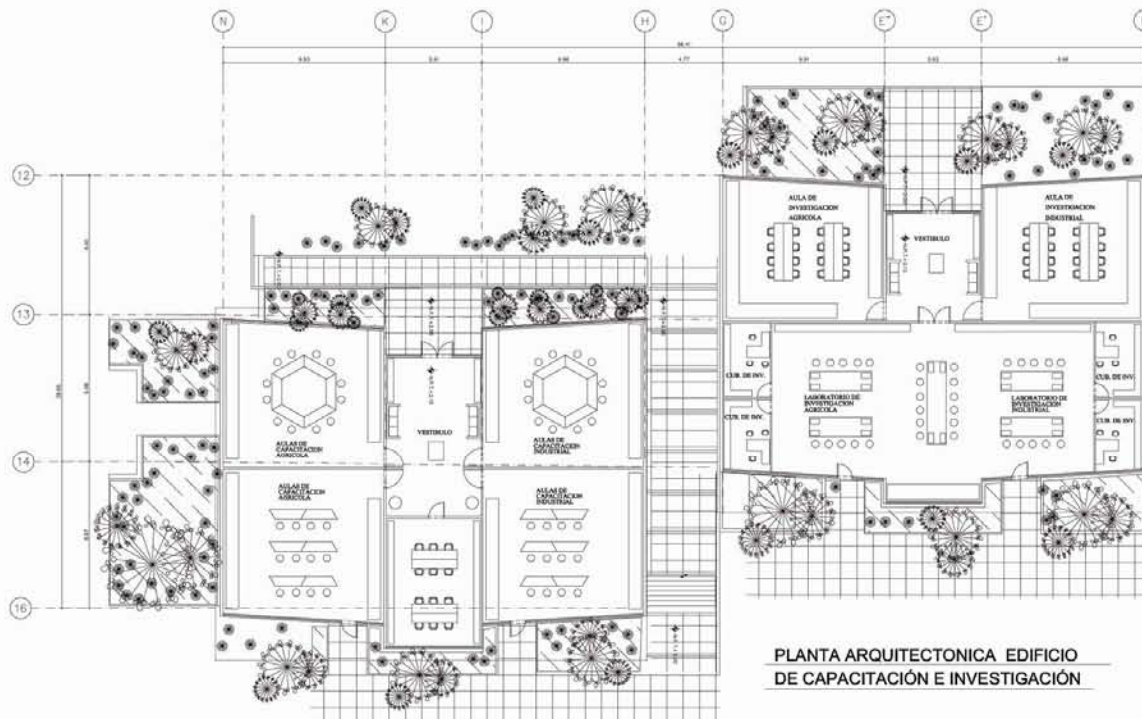 N K I H G E" E'
12
13
14
16
AULA DE
INVESTIGACION
AGRICOLA
VESTIBULO
AULA DE
INVESTIGACION
INDUSTRIAL
AULAS DE
CAPACITACION
AGRICOLA
VESTIBULO
AULAS DE
CAPACITACION
INDUSTRIAL
AULAS DE
CAPACITACION
AGRICOLA
AULAS DE
CAPACITACION
INDUSTRIAL
CUB. DE INV.
CUB. DE INV.
LABORATORIO DE
INVESTIGACION
AGRICOLA
LABORATORIO DE
INVESTIGACION
INDUSTRIAL
CUB. DE INV.
CUB. DE INV.
PLANTA ARQUITECTONICA EDIFICIO
DE CAPACITACIÓN E INVESTIGACIÓN